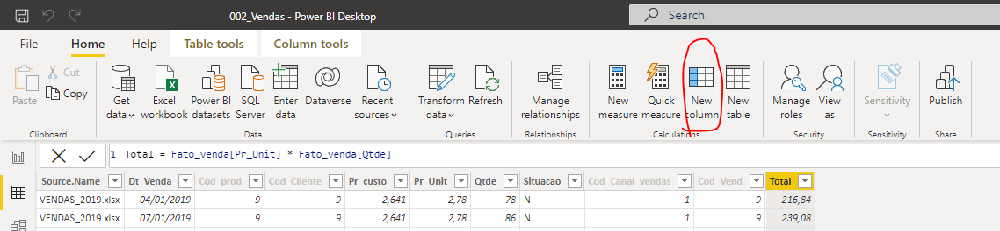 002_Vendas - Power BI Desktop
Search
File Home Help Table tools Column tools
Paste
Cut
Copy
Get data
Excel workbook
Power BI datasets
SQL Server
Enter data
Dataverse
Recent sources
Transform data
Refresh
Manage relationships
New measure
Quick measure
New column
New table
Manage roles
View as
Sensitivity
Publish
Clipboard Data Queries Relationships Calculations Security Sensitivity Share
1 Total = Fato_venda[Pr_Unit] * Fato_venda[Qtde]
Source.Name Dt_Venda Cod_prod Cod_Cliente Pr_custo Pr_Unit Qtde Situacao Cod_Canal_vendas Cod_Vend Total
VENDAS_2019.xlsx 04/01/2019 9 9 2,641 2,78 78 N 1 9 216,84
VENDAS_2019.xlsx 07/01/2019 9 9 2,641 2,78 86 N 1 9 239,08